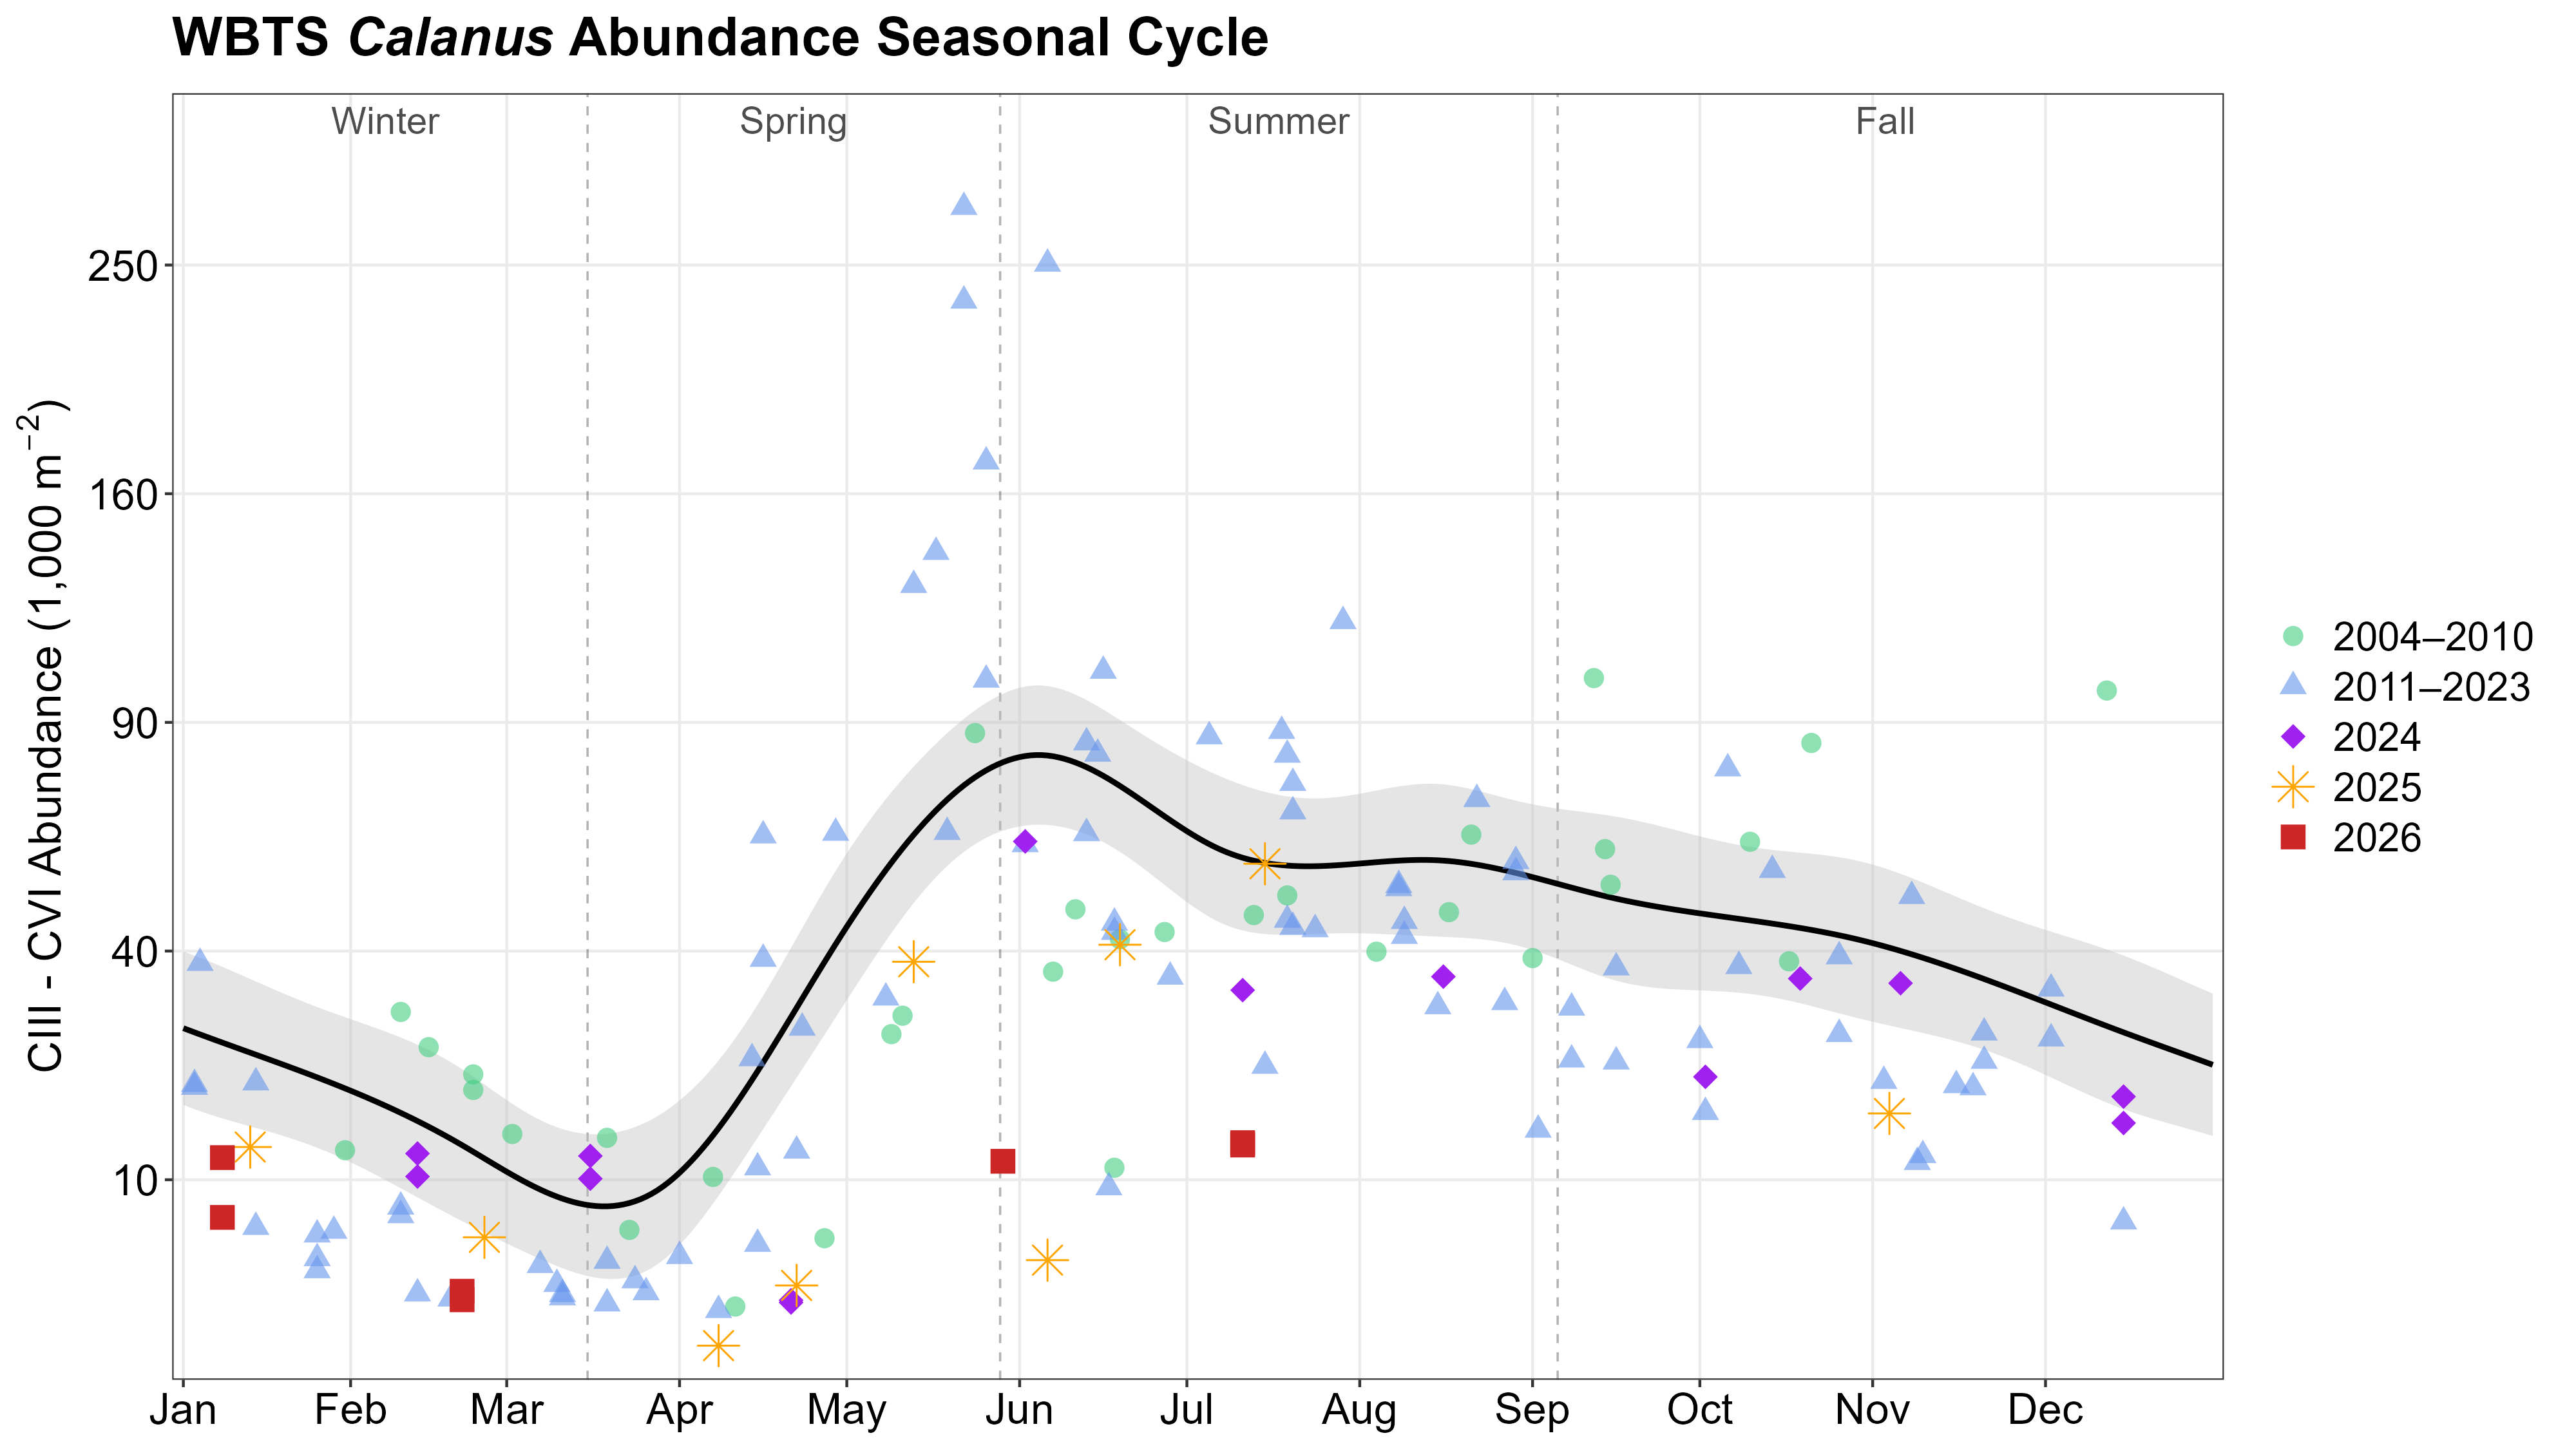 WBTS Calanus Abundance Seasonal Cycle
Winter Spring Summer Fall
CIII - CVI Abundance (1,000 m⁻²)
250
160
90
40
10
Jan Feb Mar Apr May Jun Jul Aug Sep Oct Nov Dec
2004–2010
2011–2023
2024
2025
2026